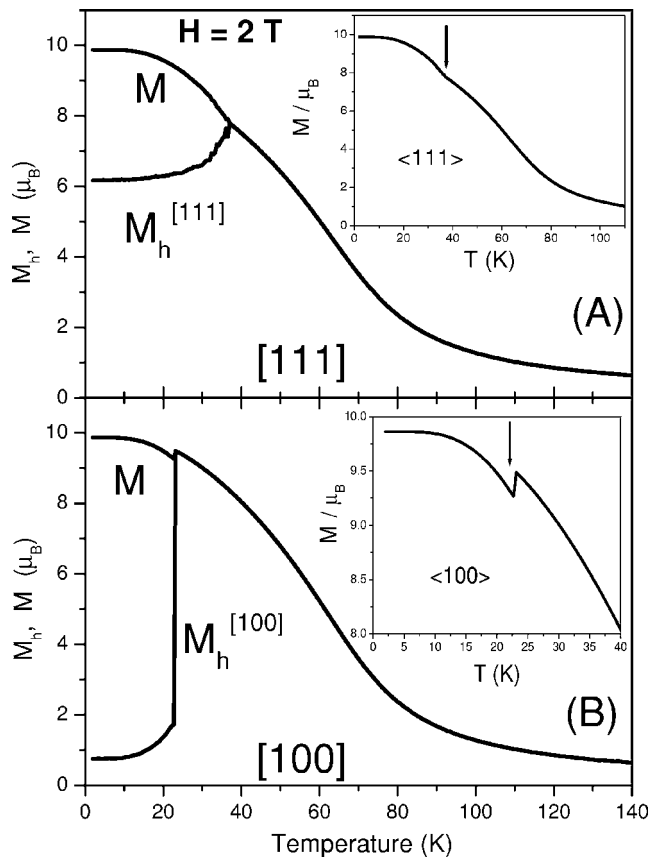 H = 2 T
M
M_h^[111]
[111]
(A)
M_h, M (μ_B)
10
8
6
4
2
0
M / μ_B
10
8
6
4
2
0
<111>
0 20 40 60 80 100
T (K)
M
M_h^[100]
[100]
(B)
M_h, M (μ_B)
10
8
6
4
2
0
M / μ_B
10.0
9.5
9.0
8.5
8.0
<100>
0 5 10 15 20 25 30 35 40
T (K)
0 20 40 60 80 100 120 140
Temperature (K)